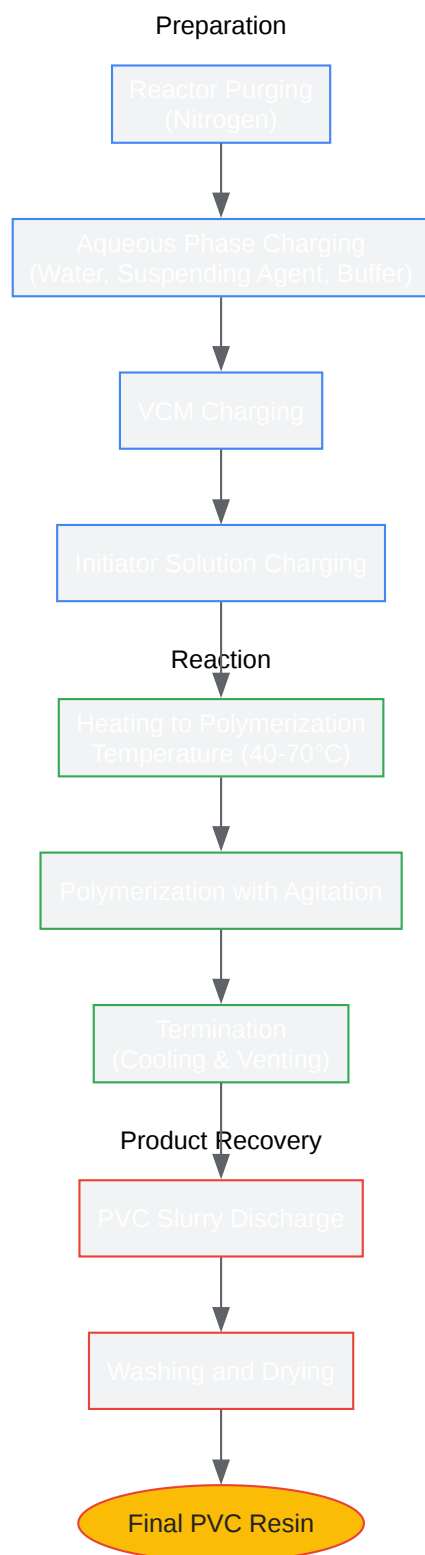 Preparation
Reactor Purging
(Nitrogen)
Aqueous Phase Charging
(Water, Suspending Agent, Buffer)
VCM Charging
Initiator Solution Charging
Reaction
Heating to Polymerization
Temperature (40-70°C)
Polymerization with Agitation
Termination
(Cooling & Venting)
Product Recovery
PVC Slurry Discharge
Washing and Drying
Final PVC Resin